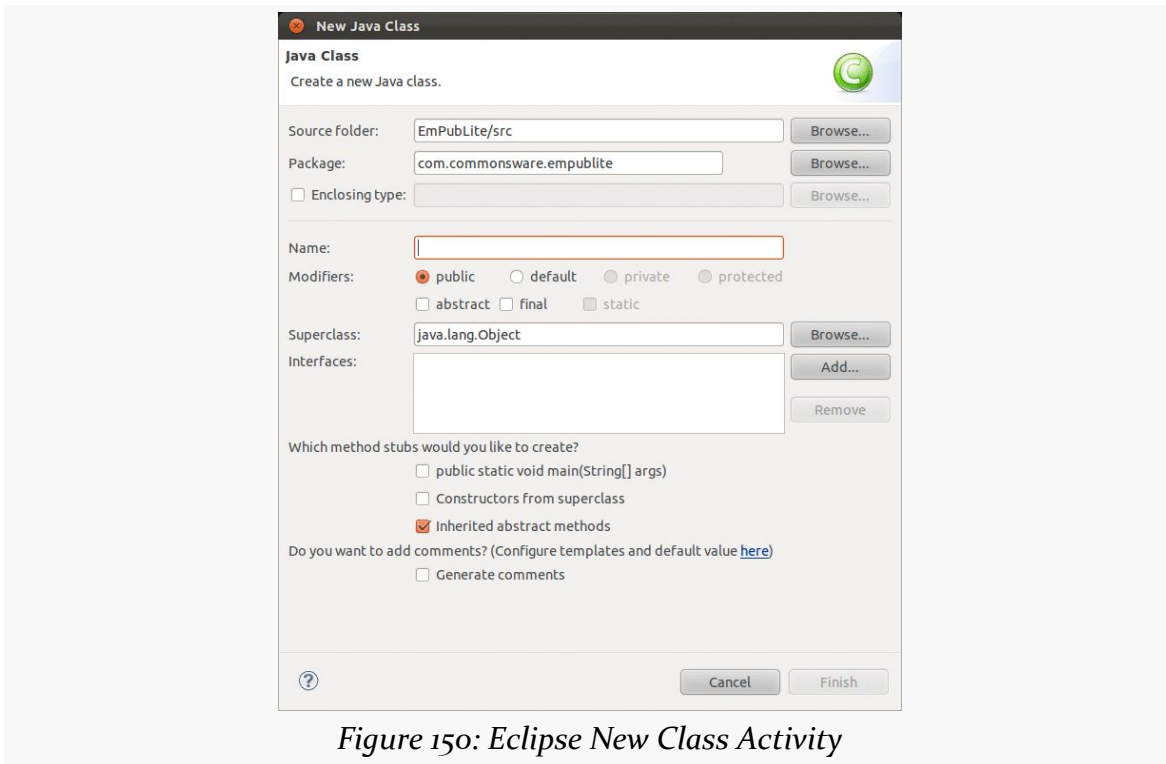 New Java Class
Java Class
Create a new Java class.
C
Source folder: EmPubLite/src Browse...
Package: com.commonsware.empublite Browse...
Enclosing type: Browse...
Name:
Modifiers: public default private protected
abstract final static
Superclass: java.lang.Object Browse...
Interfaces: Add...
Remove
Which method stubs would you like to create?
public static void main(String[] args)
Constructors from superclass
Inherited abstract methods
Do you want to add comments? (Configure templates and default value here)
Generate comments
? Cancel Finish
Figure 150: Eclipse New Class Activity